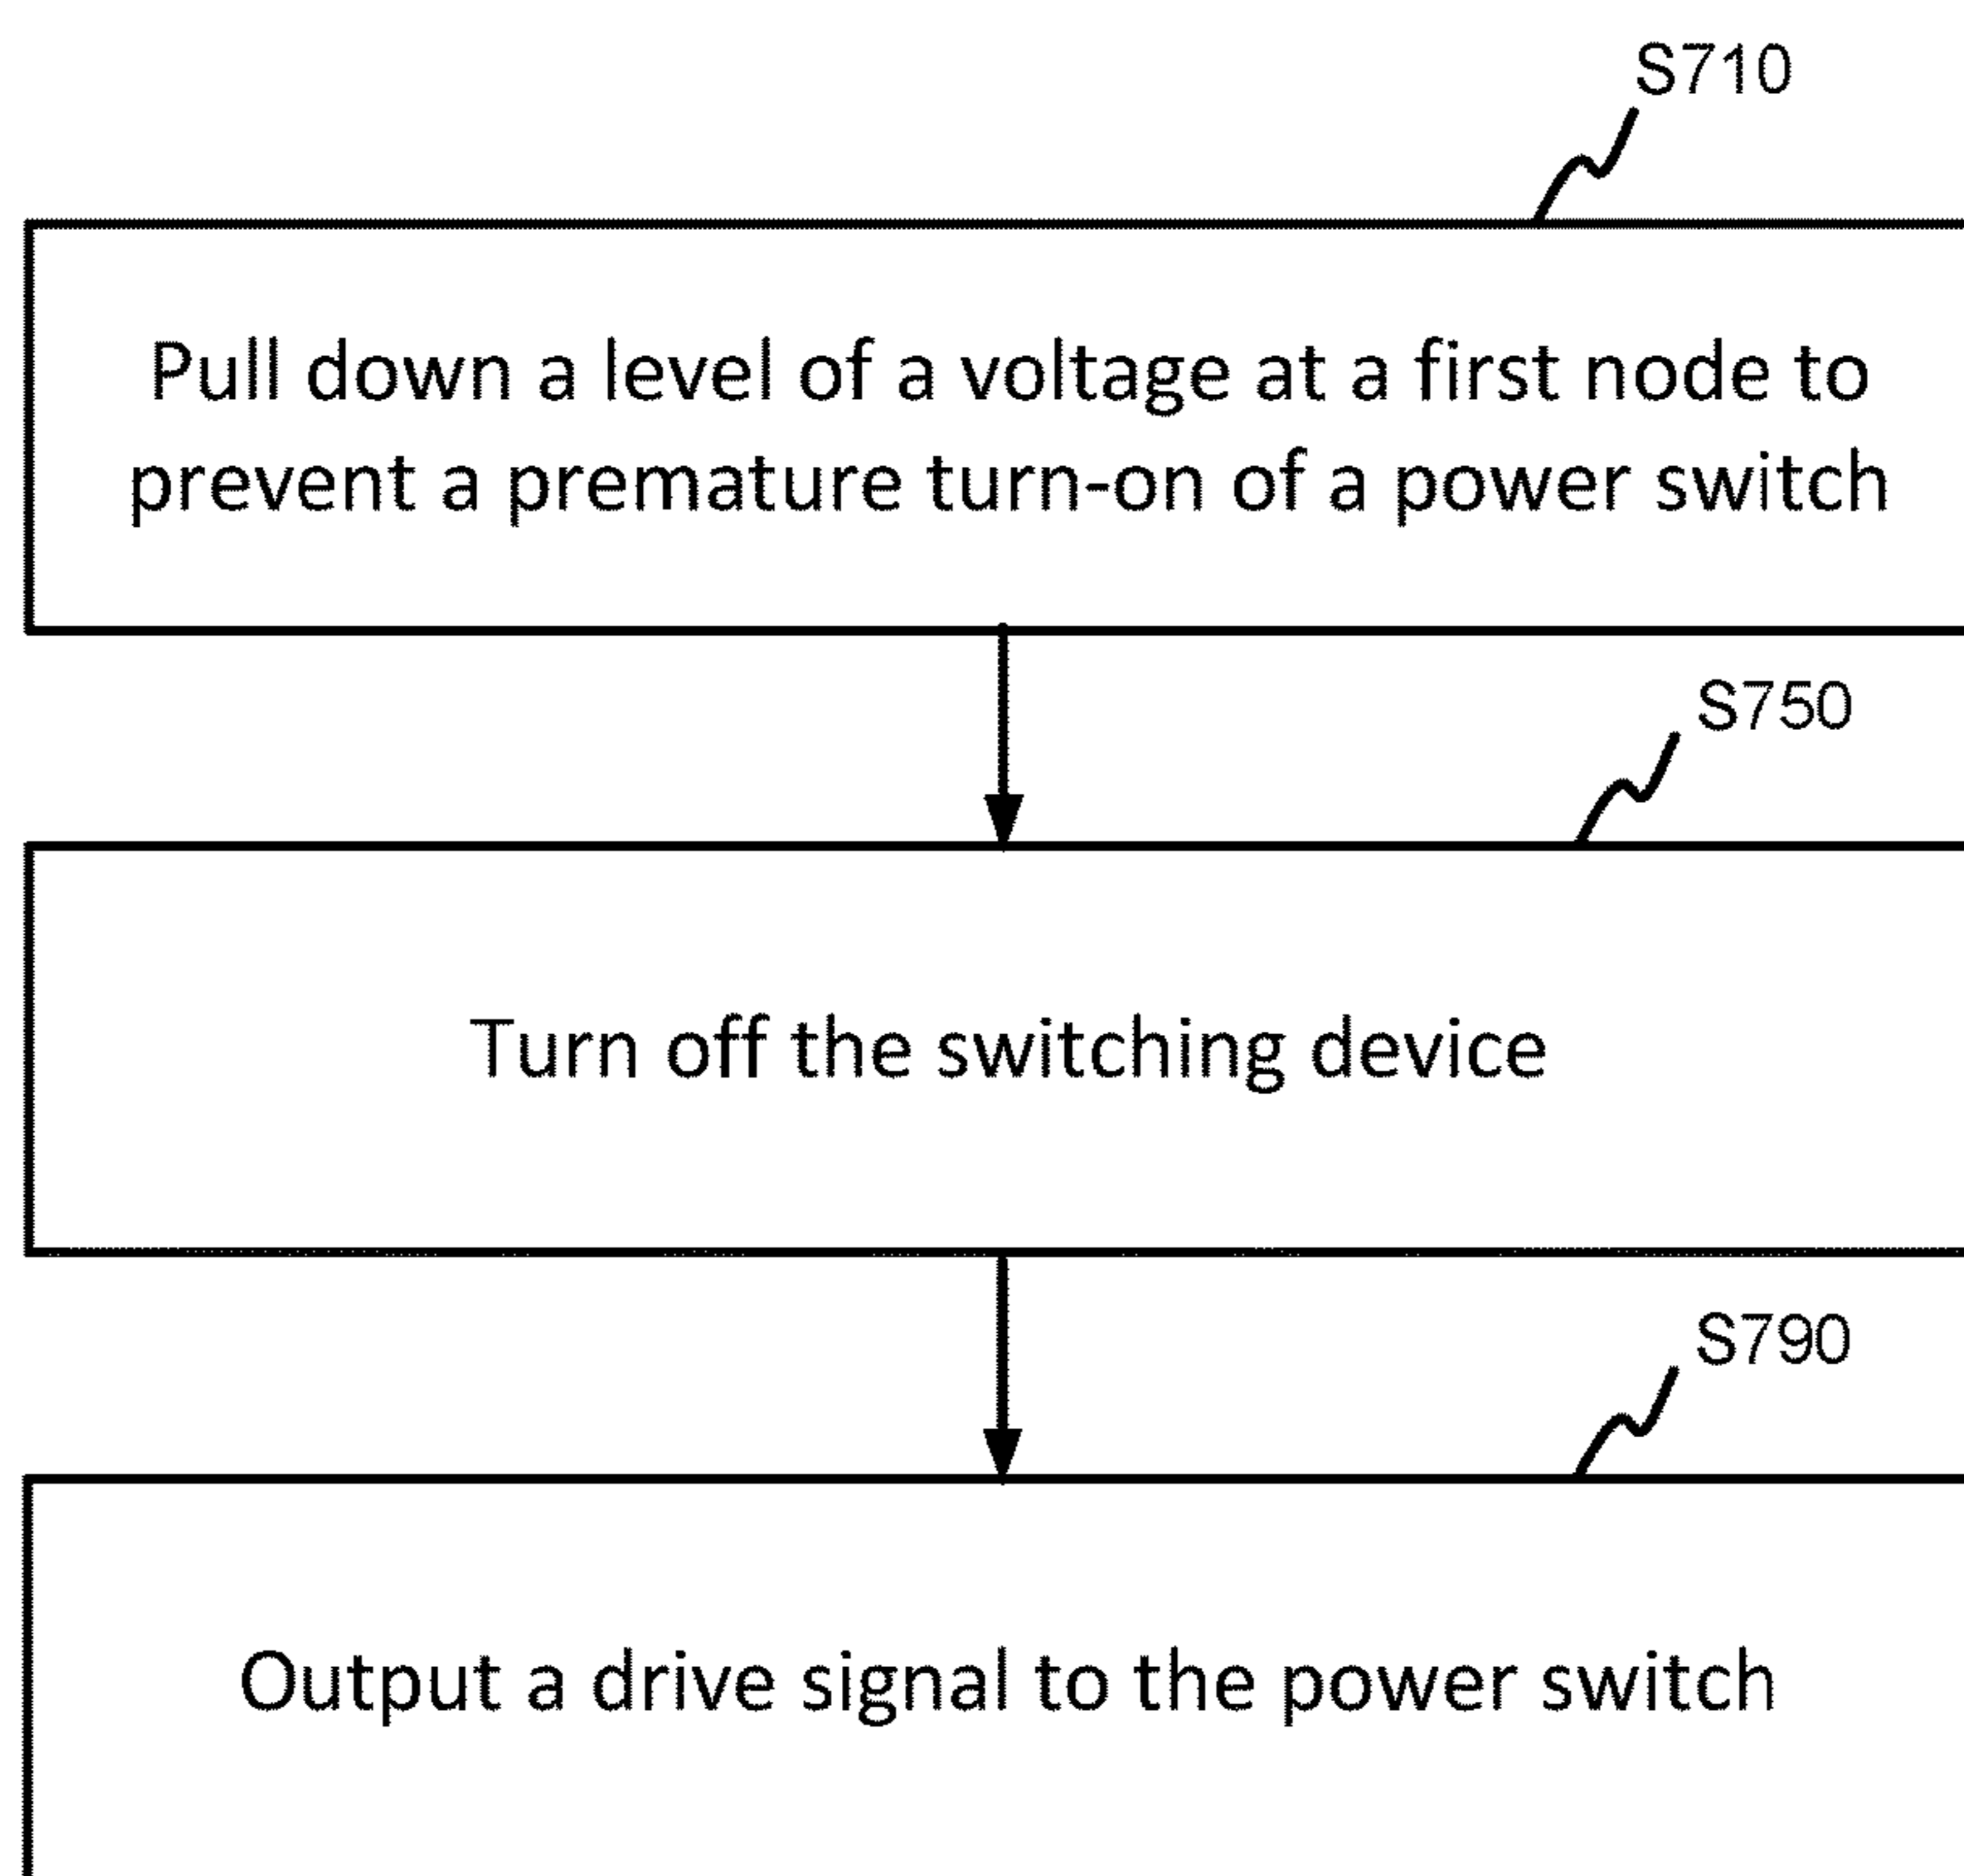 S710
Pull down a level of a voltage at a first node to
prevent a premature turn-on of a power switch
S750
Turn off the switching device
S790
Output a drive signal to the power switch